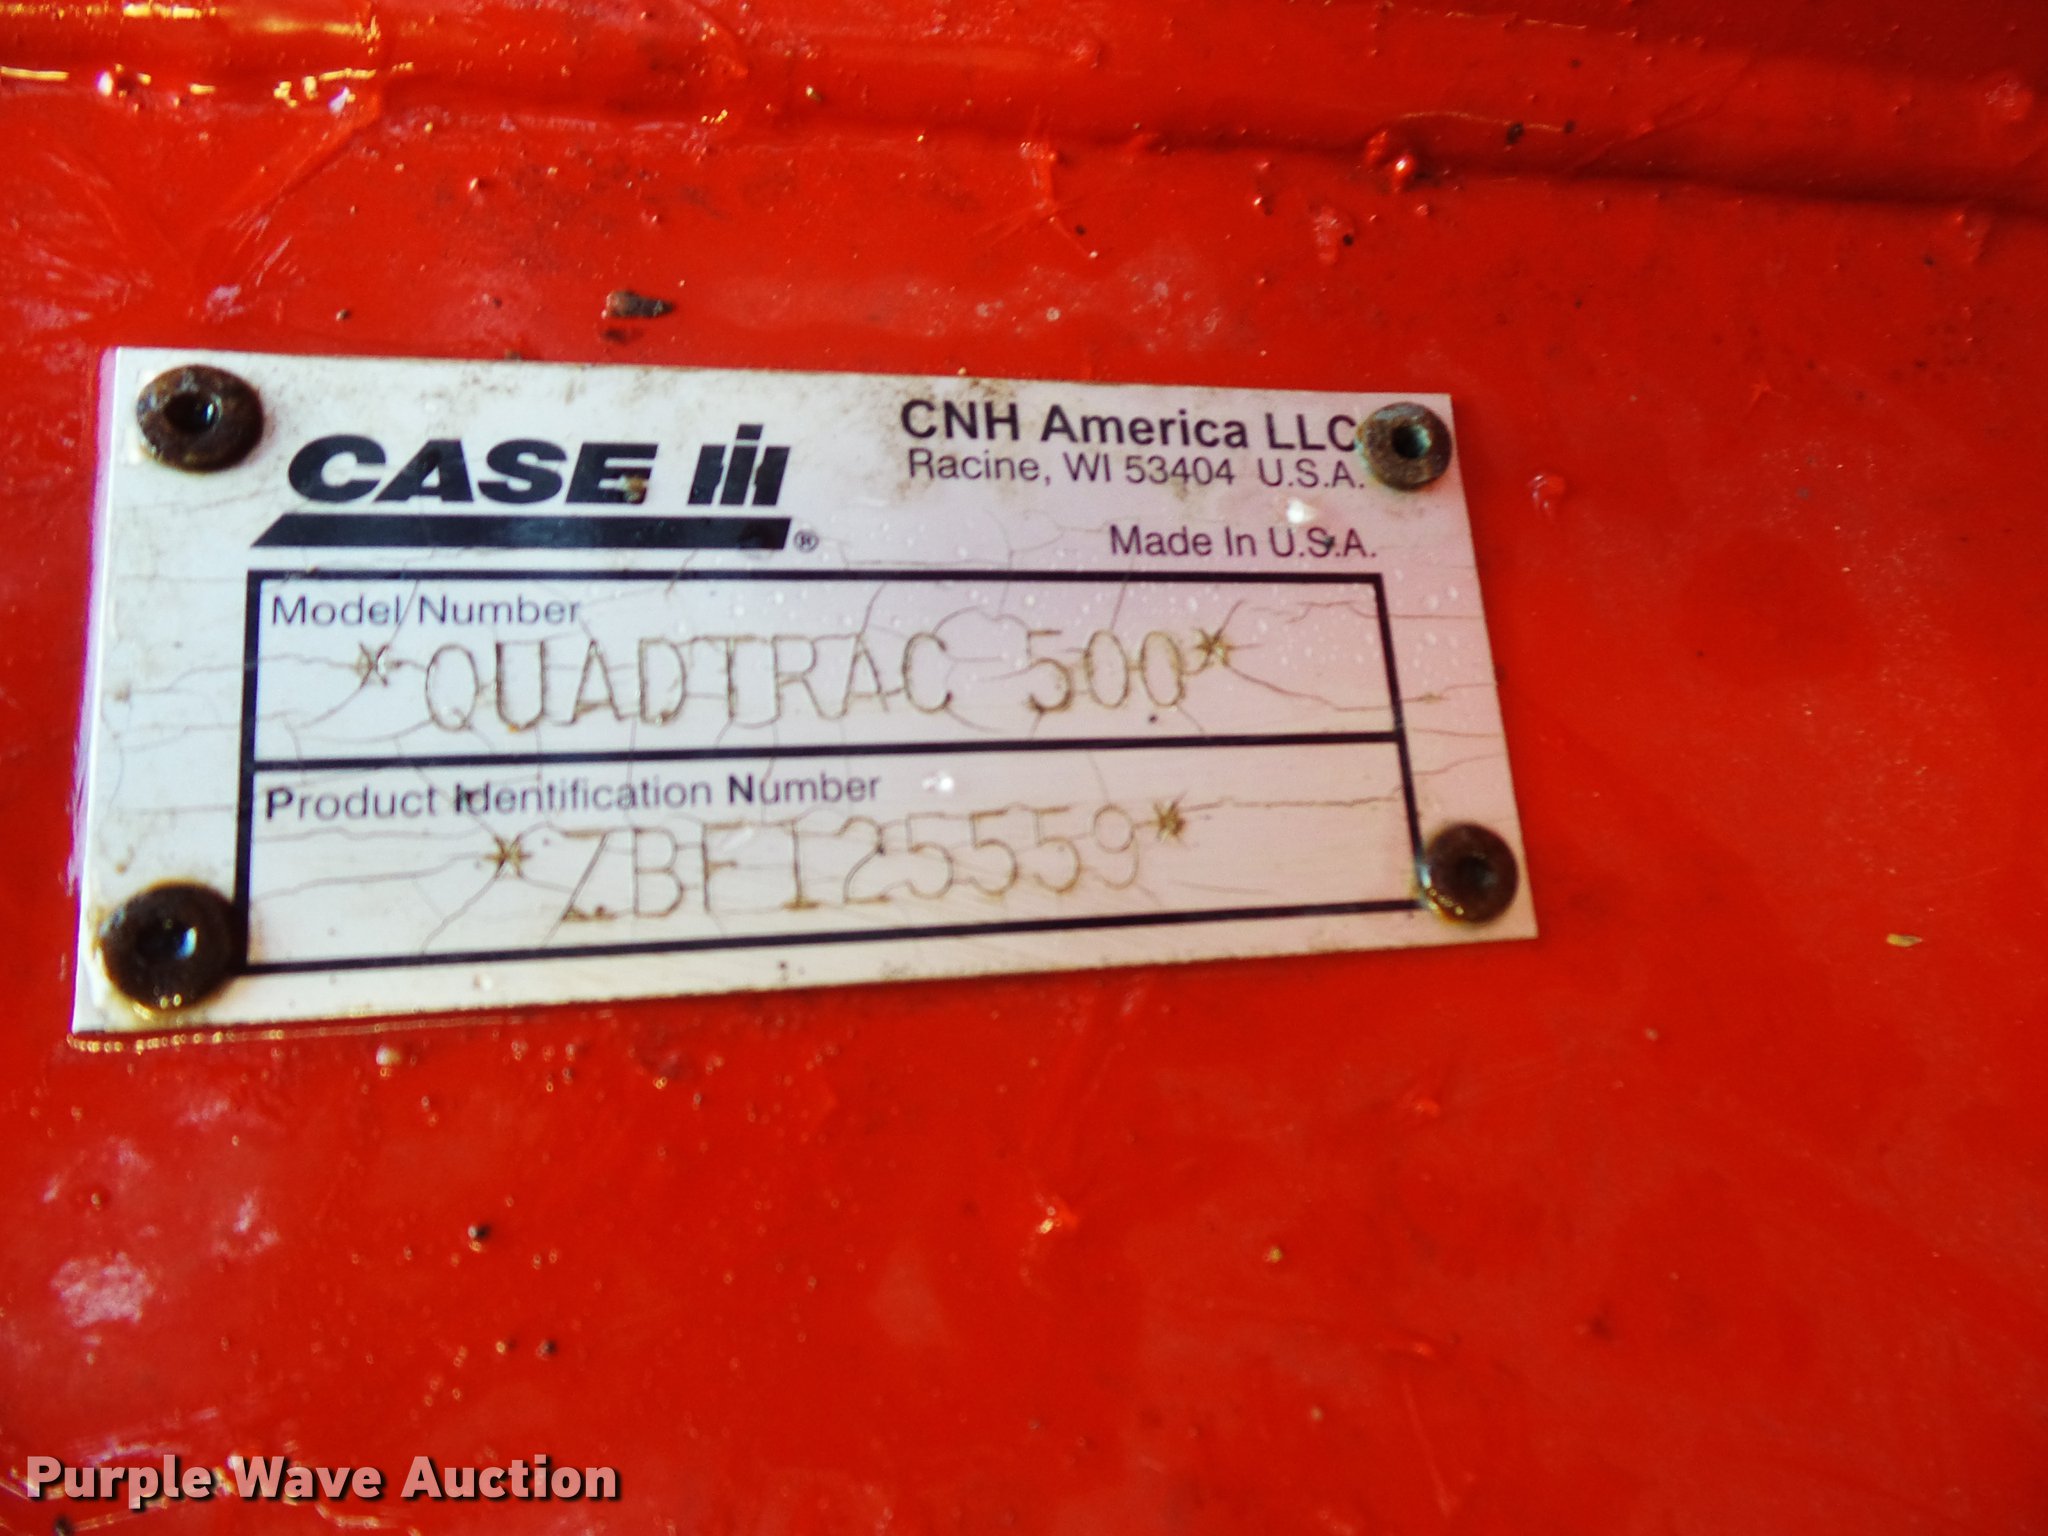 CASE IH®
CNH America LLC
Racine, WI 53404 U.S.A.
Made In U.S.A.
Model Number
*QUADTRAC 500*
Product Identification Number
*ZBF125559*
Purple Wave Auction